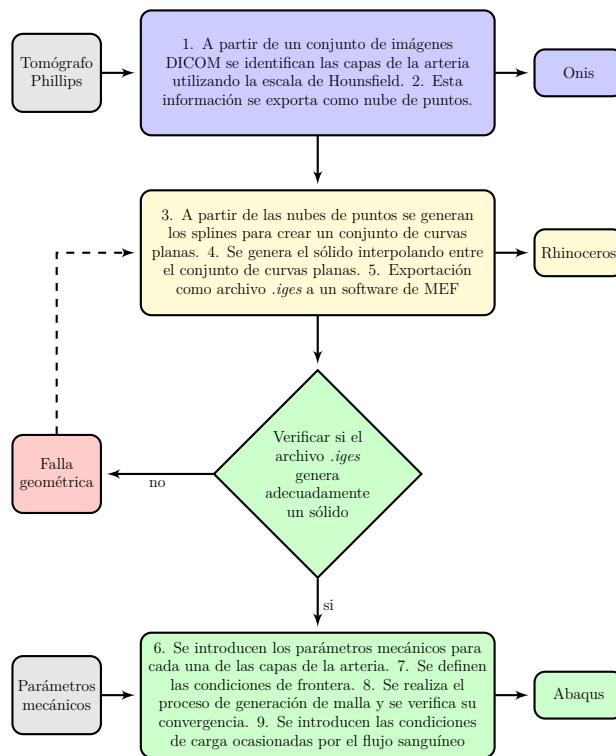 Tomógrafo
Phillips
1. A partir de un conjunto de imágenes
DICOM se identifican las capas de la arteria
utilizando la escala de Hounsfield. 2. Esta
información se exporta como nube de puntos.
Onis
3. A partir de las nubes de puntos se generan
los splines para crear un conjunto de curvas
planas. 4. Se genera el sólido interpolando entre
el conjunto de curvas planas. 5. Exportación
como archivo .iges a un software de MEF
Rhinoceros
Verificar si el
archivo .iges
genera
adecuadamente
un sólido
no
Falla
geométrica
si
Parámetros
mecánicos
6. Se introducen los parámetros mecánicos para
cada una de las capas de la arteria. 7. Se definen
las condiciones de frontera. 8. Se realiza el
proceso de generación de malla y se verifica su
convergencia. 9. Se introducen las condiciones
de carga ocasionadas por el flujo sanguíneo
Abaqus